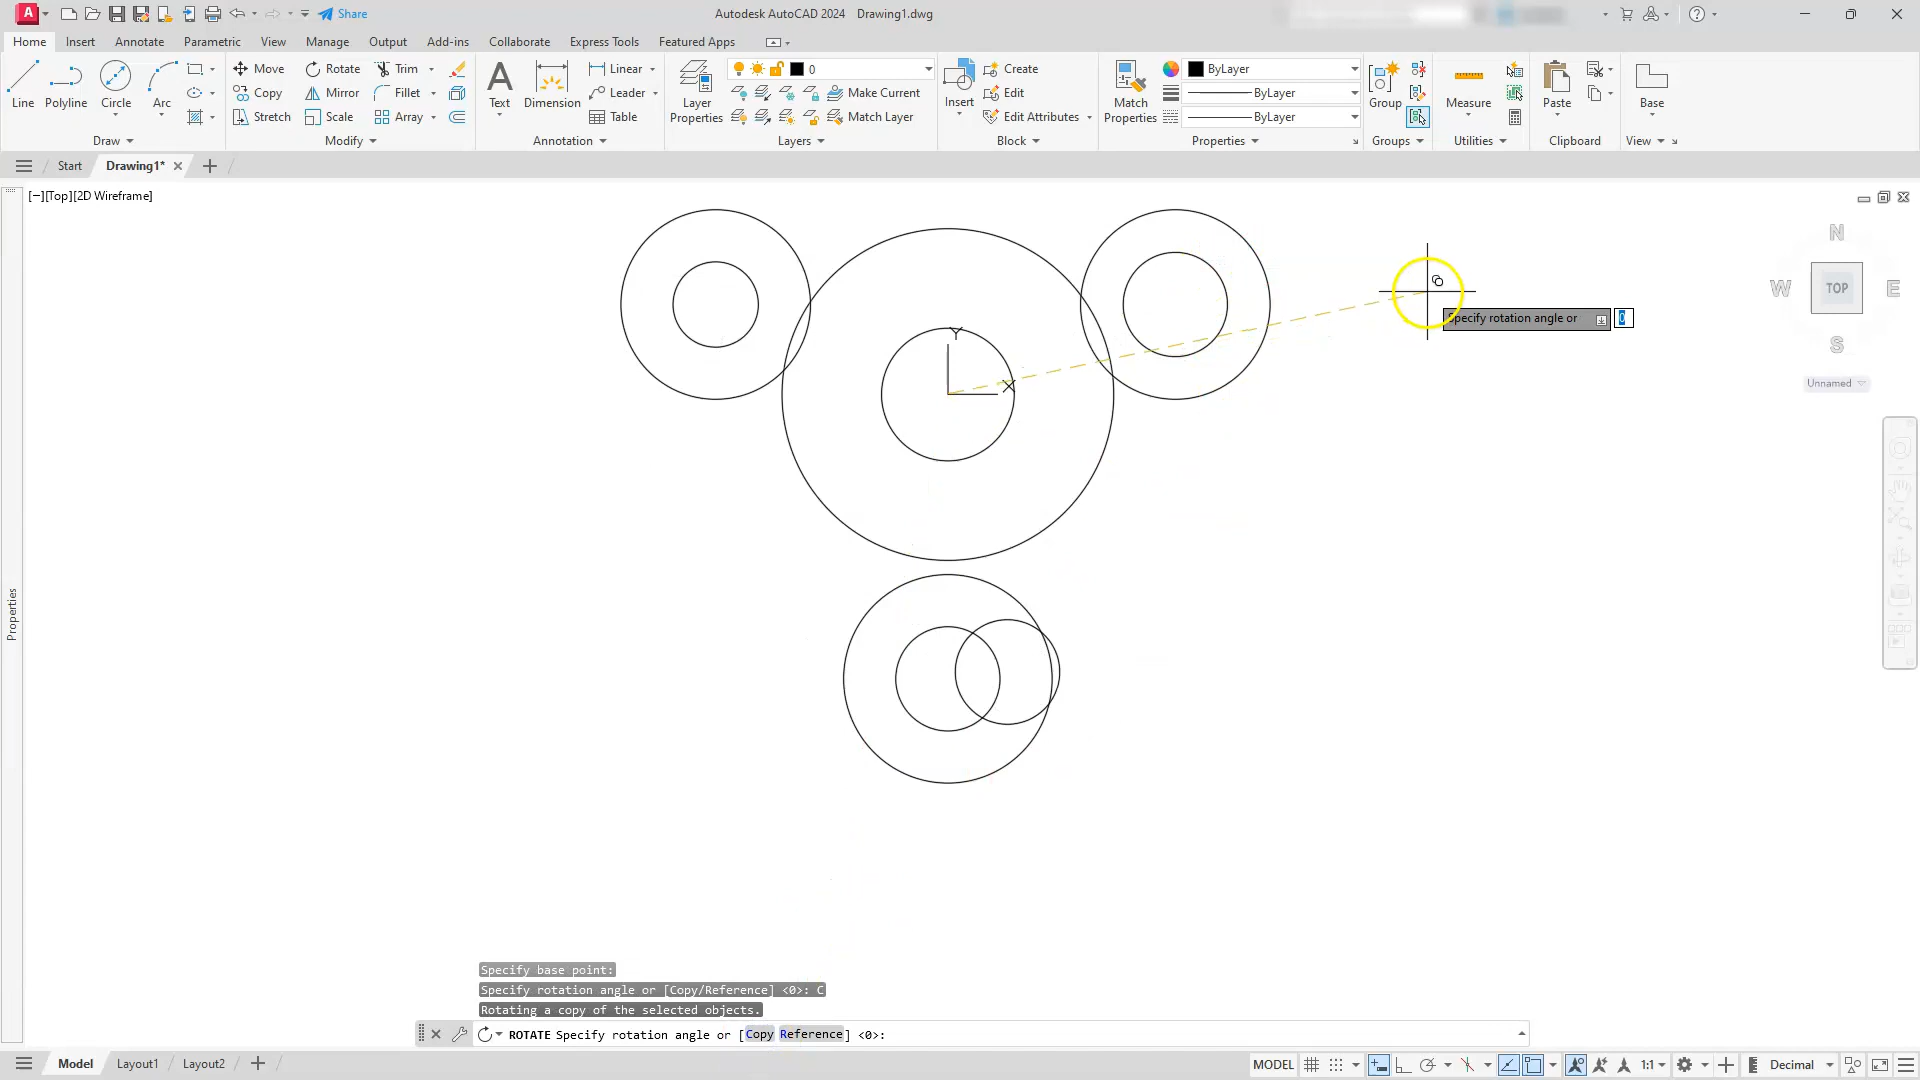 A Share Autodesk AutoCAD 2024 Drawing1.dwg
Home Insert Annotate Parametric View Manage Output Add-ins Collaborate Express Tools Featured Apps
Line Polyline Circle Arc
Move Rotate Trim
Copy Mirror Fillet
Stretch Scale Array
Text Dimension
Linear
Leader
Table
Layer
Properties
0
Make Current
Match Layer
Insert
Create
Edit
Edit Attributes
Match
Properties
ByLayer
ByLayer
ByLayer
Group
Measure
Paste
Base
Draw Modify Annotation Layers Block Properties Groups Utilities Clipboard View
Start Drawing1*
[−][Top][2D Wireframe]
N
W TOP E
S
Unnamed
Specify rotation angle or 0
Y
X
Properties
Specify base point:
Specify rotation angle or [Copy/Reference] <0>: C
Rotating a copy of the selected objects.
ROTATE Specify rotation angle or [Copy Reference] <0>:
Model Layout1 Layout2
MODEL 1:1 Decimal